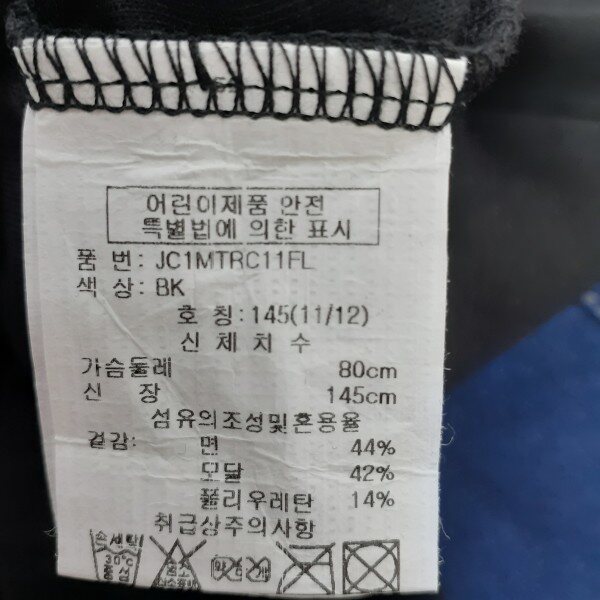 어린이제품 안전
특별법에 의한 표시
품 번: JC1MTRC11FL
색 상: BK
호 칭:145(11/12)
신 체 치 수
가슴둘레 80cm
신 장 145cm
섬유의조성및혼용율
겉감: 면 44%
모달 42%
폴리우레탄 14%
취급상주의사항